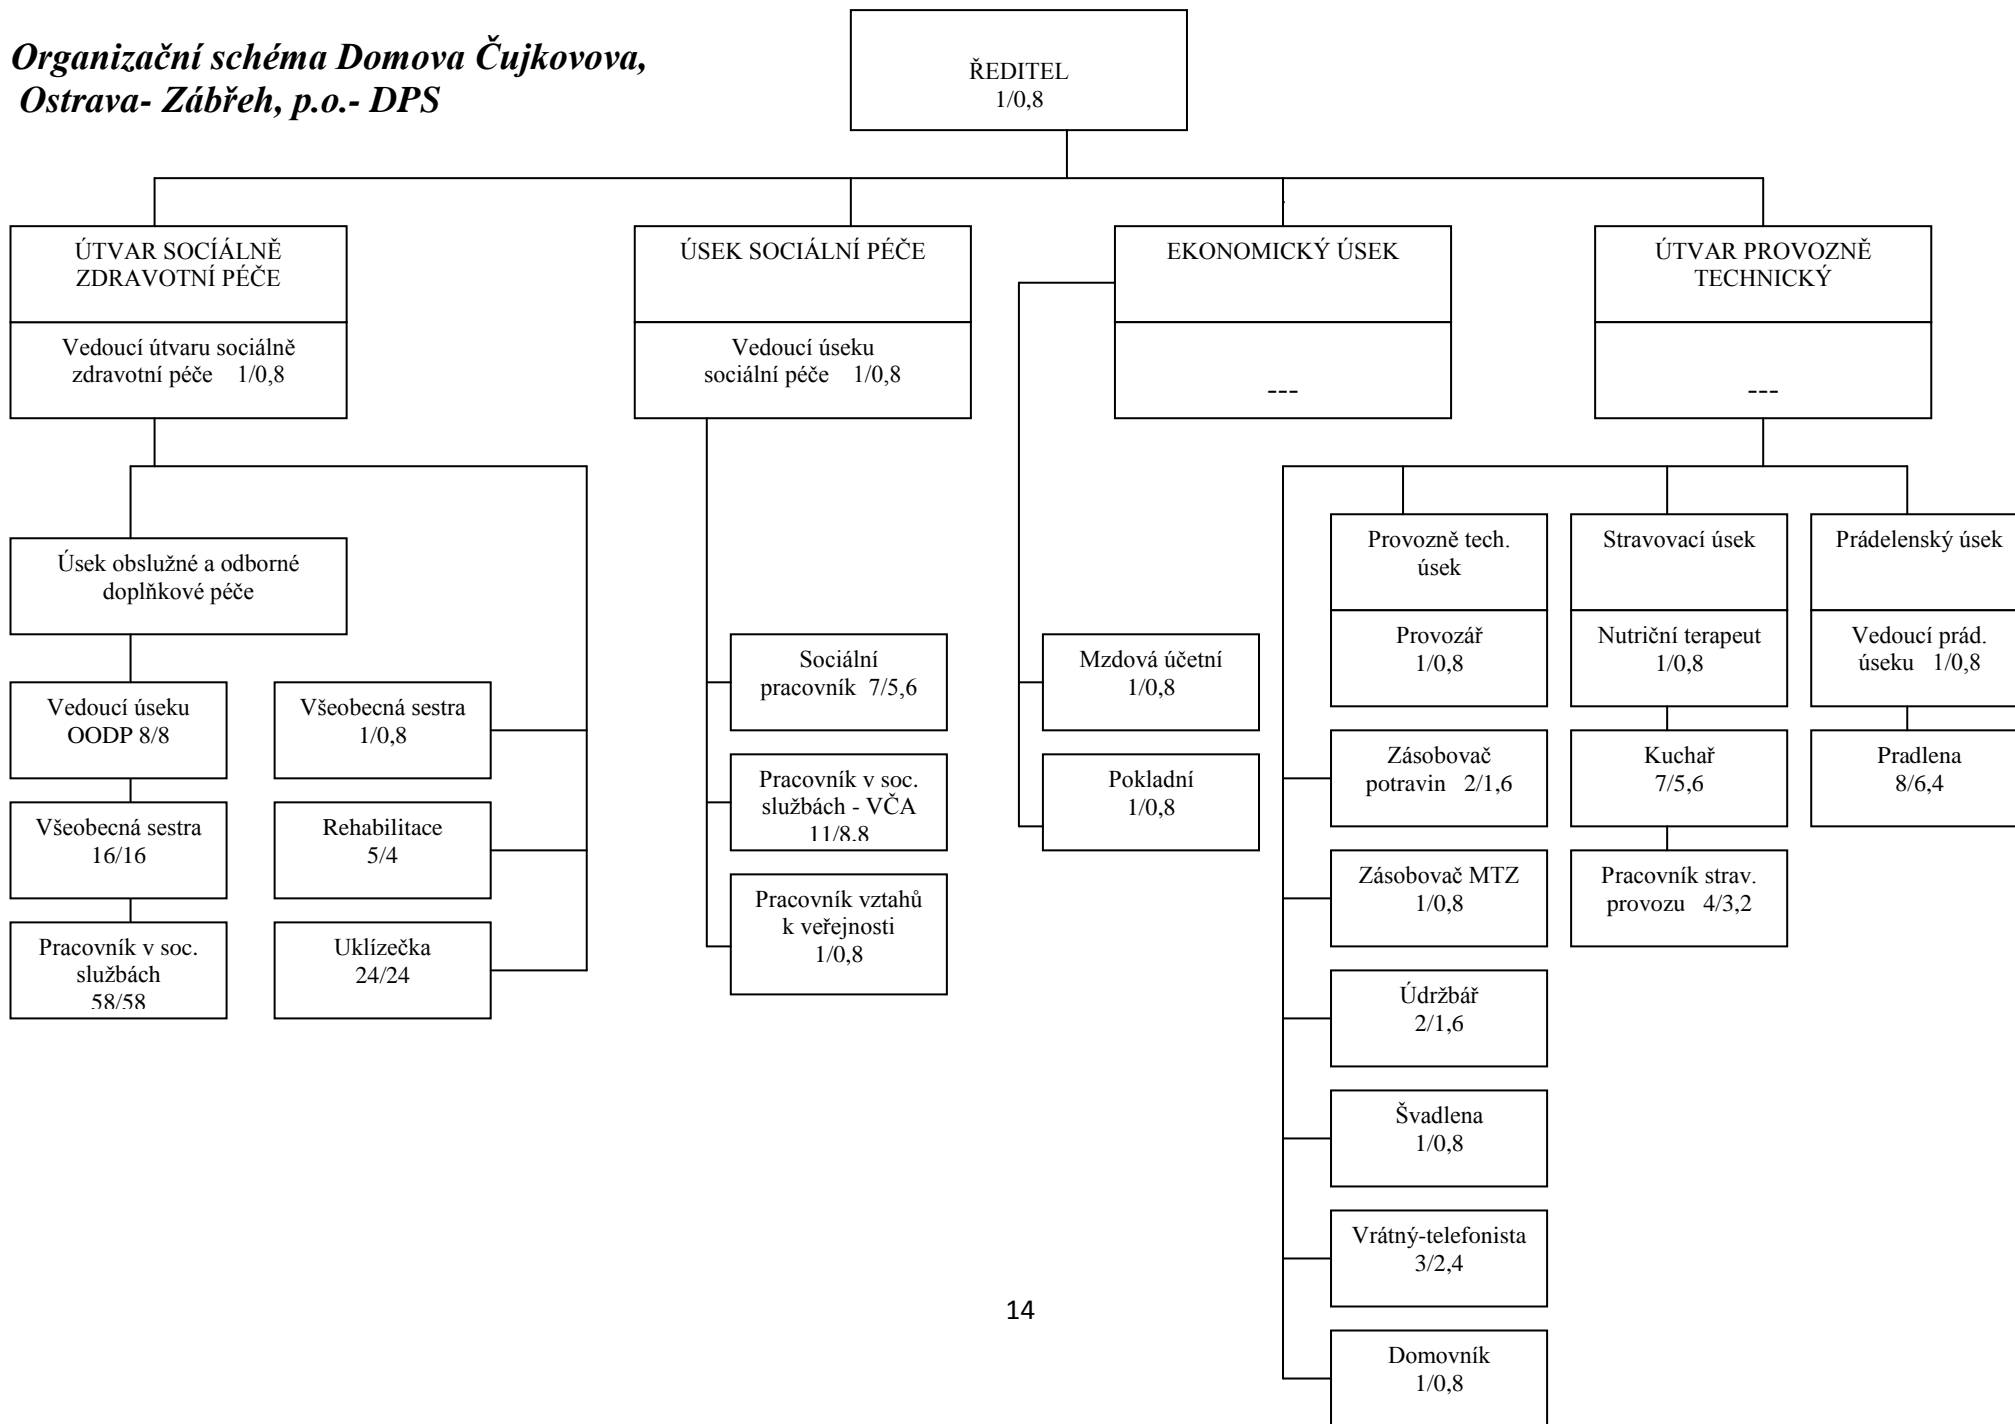 Organizační schéma Domova Čujkovova,
Ostrava- Zábřeh, p.o.- DPS
ŘEDITEL
1/0,8
ÚTVAR SOCÍÁLNĚ
ZDRAVOTNÍ PÉČE
Vedoucí útvaru sociálně
zdravotní péče 1/0,8
ÚSEK SOCIÁLNÍ PÉČE
Vedoucí úseku
sociální péče 1/0,8
EKONOMICKÝ ÚSEK
---
ÚTVAR PROVOZNĚ
TECHNICKÝ
---
Úsek obslužné a odborné
doplňkové péče
Vedoucí úseku
OODP 8/8
Všeobecná sestra
16/16
Pracovník v soc.
službách
58/58
Všeobecná sestra
1/0,8
Rehabilitace
5/4
Uklízečka
24/24
Sociální
pracovník 7/5,6
Pracovník v soc.
službách - VČA
11/8,8
Pracovník vztahů
k veřejnosti
1/0,8
Mzdová účetní
1/0,8
Pokladní
1/0,8
Provozně tech.
úsek
Provozář
1/0,8
Zásobovač
potravin 2/1,6
Zásobovač MTZ
1/0,8
Údržbář
2/1,6
Švadlena
1/0,8
Vrátný-telefonista
3/2,4
Domovník
1/0,8
Stravovací úsek
Nutriční terapeut
1/0,8
Kuchař
7/5,6
Pracovník strav.
provozu 4/3,2
Prádelenský úsek
Vedoucí prád.
úseku 1/0,8
Pradlena
8/6,4
14